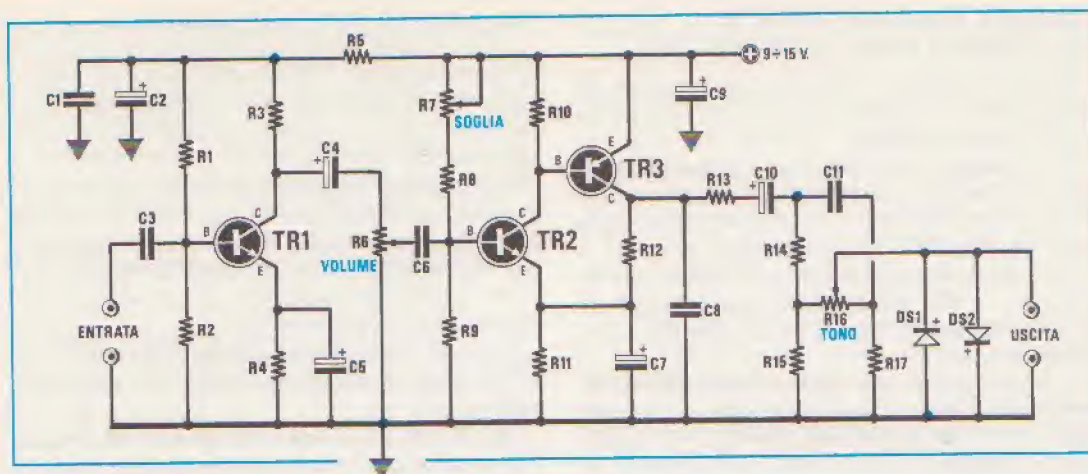 R5
9÷15 V.
C1
C2
R3
R7
SOGLIA
R10
C9
R1
C4
R8
B
E
TR3
C
R13
C10
C11
C3
B
C
TR1
E
R6
VOLUME
C6
B
C
TR2
E
R12
R14
ENTRATA
R2
R4
C5
R9
R11
C7
C8
R16
TONO
R15
R17
DS1
DS2
USCITA